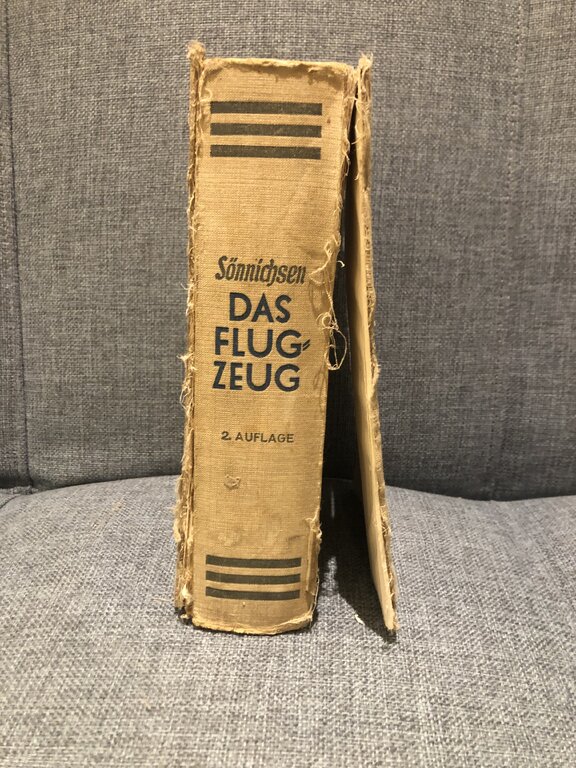 Sönnichsen
DAS
FLUG-
ZEUG
2. AUFLAGE